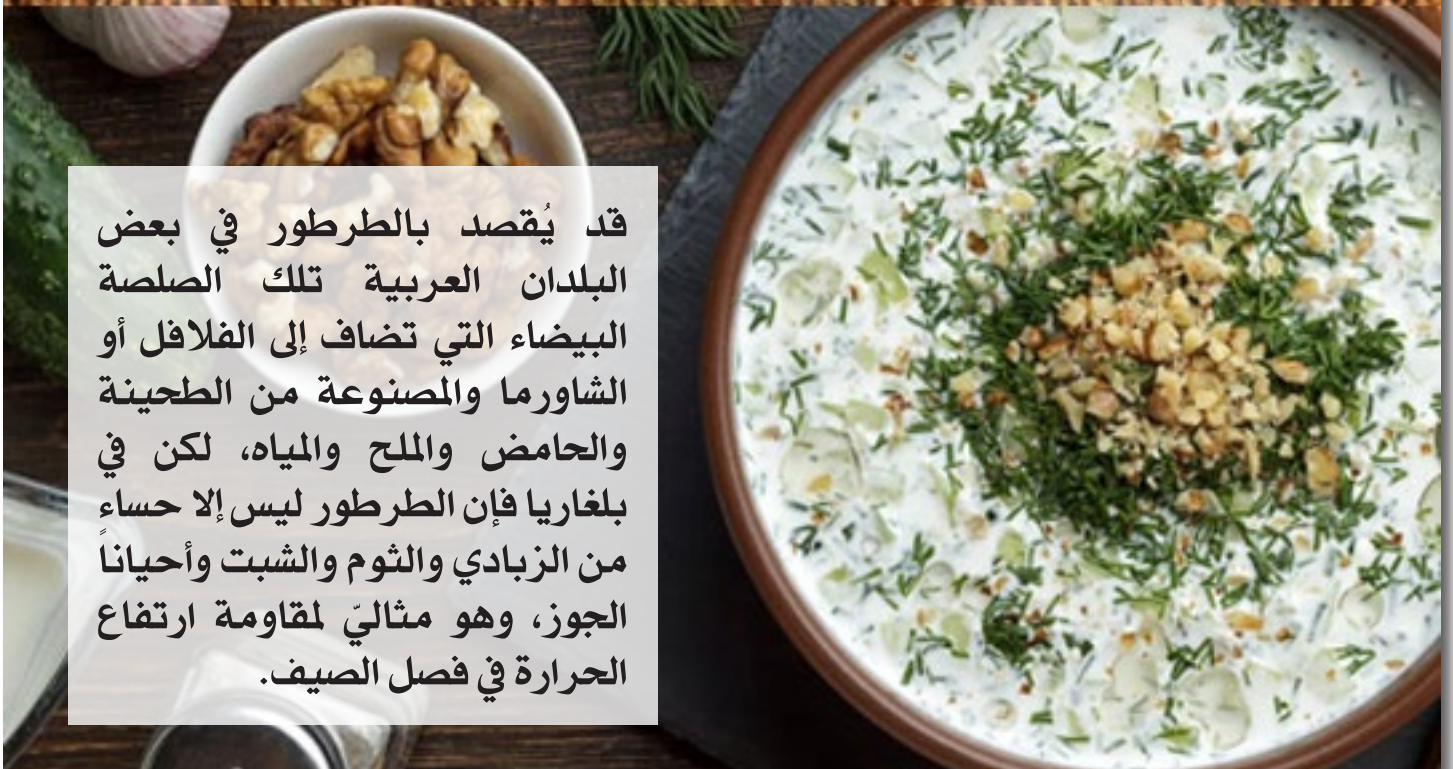 قد يُقصد بالطرطور في بعض
البلدان العربية تلك الصلصة
البيضاء التي تضاف إلى الفلافل أو
الشاورما والمصنوعة من الطحينة
والحامض والملح والمياه، لكن في
بلغاريا فإن الطرطور ليس إلا حساء
من الزبادي والثوم والشبت وأحياناً
الجوز، وهو مثاليّ لمقاومة ارتفاع
الحرارة في فصل الصيف.